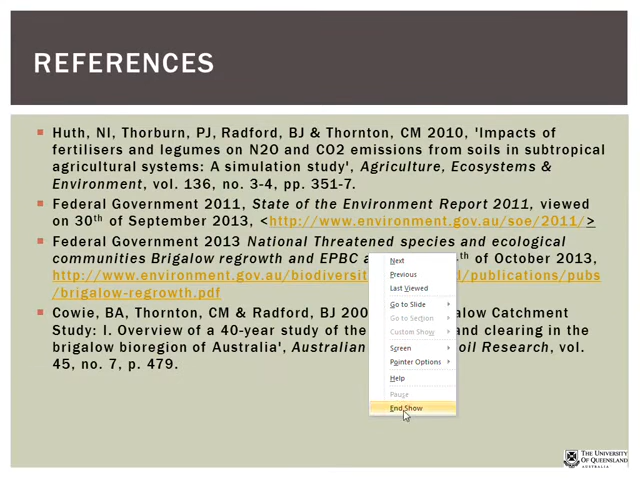 REFERENCES
Huth, NI, Thorburn, PJ, Radford, BJ & Thornton, CM 2010, 'Impacts of
fertilisers and legumes on N2O and CO2 emissions from soils in subtropical
agricultural systems: A simulation study', Agriculture, Ecosystems &
Environment, vol. 136, no. 3-4, pp. 351-7.
Federal Government 2011, State of the Environment Report 2011, viewed
on 30th of September 2013, <http://www.environment.gov.au/soe/2011/>
Federal Government 2013 National Threatened species and ecological
communities Brigalow regrowth and EPBC a th of October 2013,
http://www.environment.gov.au/biodiversit d/publications/pubs
/brigalow-regrowth.pdf
Cowie, BA, Thornton, CM & Radford, BJ 200 alow Catchment
Study: I. Overview of a 40-year study of the and clearing in the
brigalow bioregion of Australia', Australian oil Research, vol.
45, no. 7, p. 479.
Next
Previous
Last Viewed
Go to Slide
Go to Section
Custom Show
Screen
Pointer Options
Help
Pause
End Show
THE UNIVERSITY
OF QUEENSLAND
AUSTRALIA